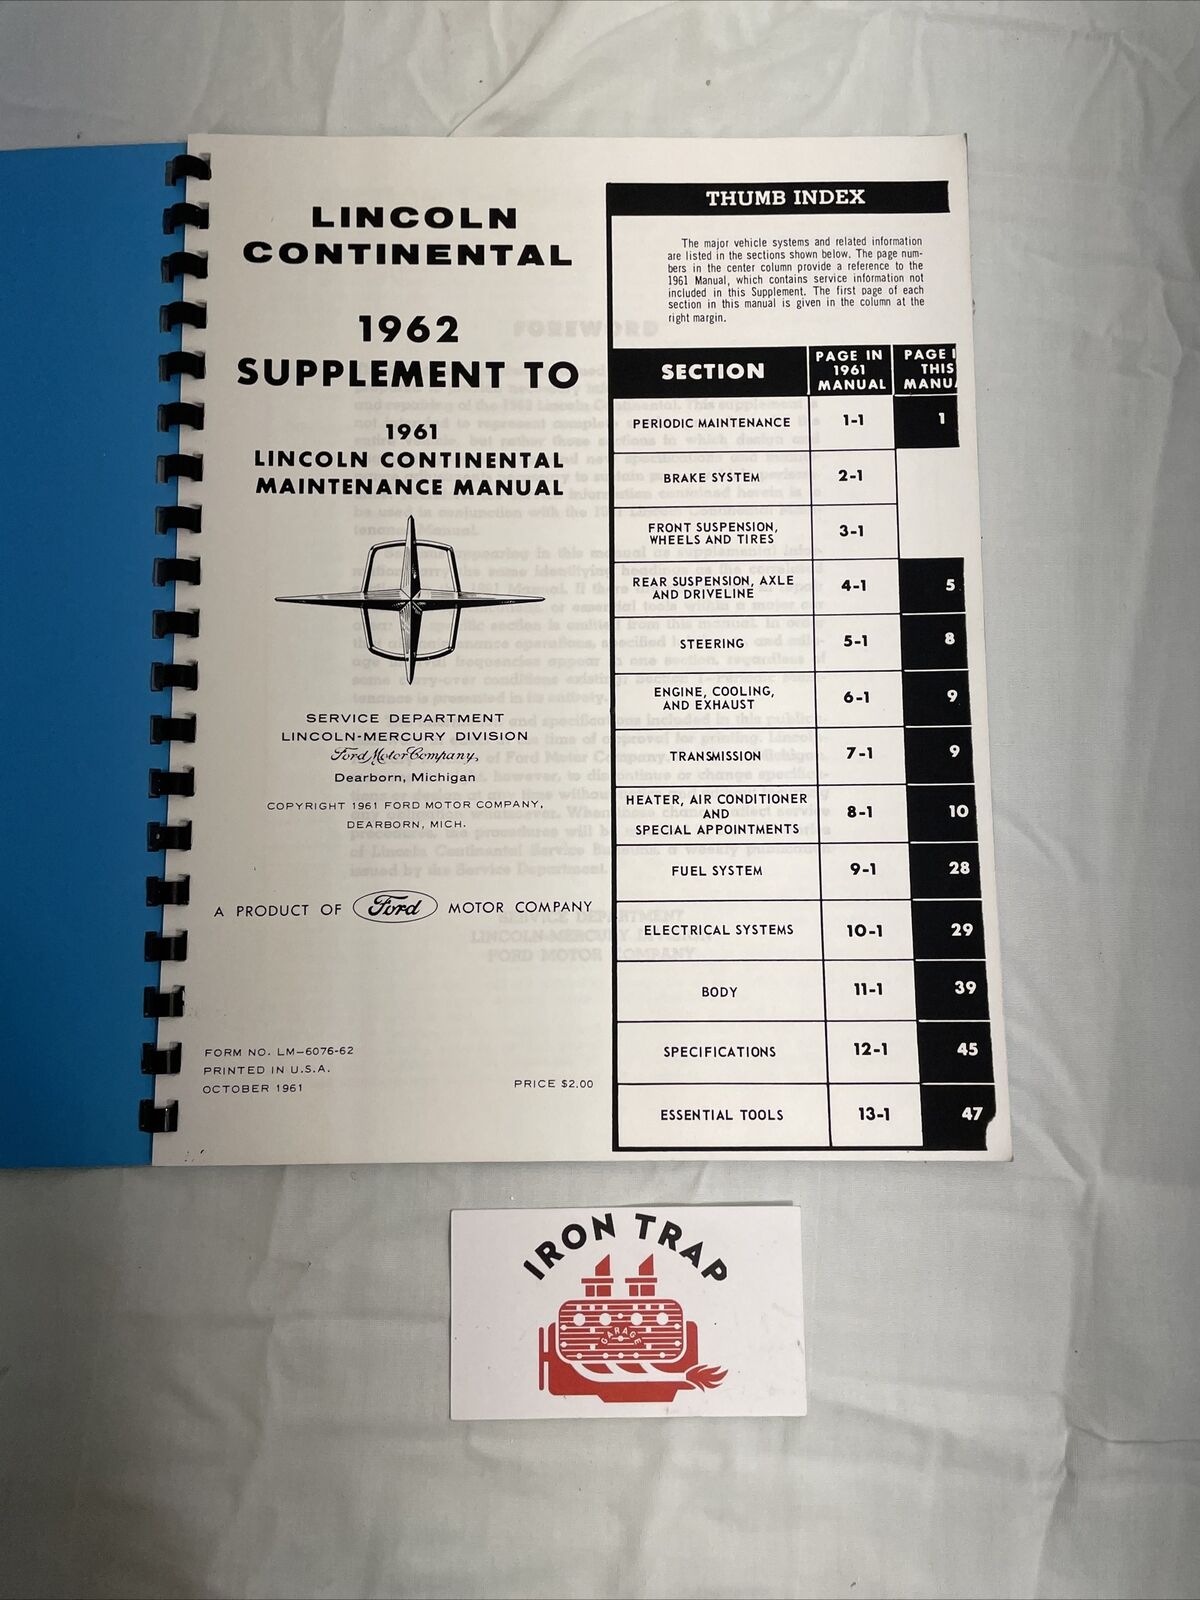 LINCOLN
CONTINENTAL
1962
SUPPLEMENT TO
1961
LINCOLN CONTINENTAL
MAINTENANCE MANUAL
SERVICE DEPARTMENT
LINCOLN-MERCURY DIVISION
Ford Motor Company,
Dearborn, Michigan
COPYRIGHT 1961 FORD MOTOR COMPANY,
DEARBORN, MICH.
A PRODUCT OF Ford MOTOR COMPANY
FORM NO. LM-6076-62
PRINTED IN U.S.A.
OCTOBER 1961
PRICE $2.00
THUMB INDEX
The major vehicle systems and related information
are listed in the sections shown below. The page num-
bers in the center column provide a reference to the
1961 Manual, which contains service information not
included in this Supplement. The first page of each
section in this manual is given in the column at the
right margin.
SECTION
PAGE IN
1961
MANUAL
PAGE I
THIS
MANU
PERIODIC MAINTENANCE 1-1 1
BRAKE SYSTEM 2-1
FRONT SUSPENSION,
WHEELS AND TIRES 3-1
REAR SUSPENSION, AXLE
AND DRIVELINE 4-1 5
STEERING 5-1 8
ENGINE, COOLING,
AND EXHAUST 6-1 9
TRANSMISSION 7-1 9
HEATER, AIR CONDITIONER
AND
SPECIAL APPOINTMENTS 8-1 10
FUEL SYSTEM 9-1 28
ELECTRICAL SYSTEMS 10-1 29
BODY 11-1 39
SPECIFICATIONS 12-1 45
ESSENTIAL TOOLS 13-1 47
IRON TRAP
GARAGE